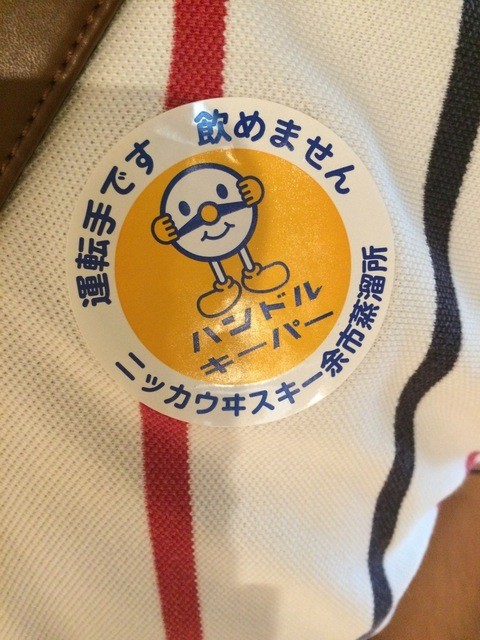 運転手です 飲めません
ハンドル
キーパー
ニッカウヰスキー余市蒸溜所